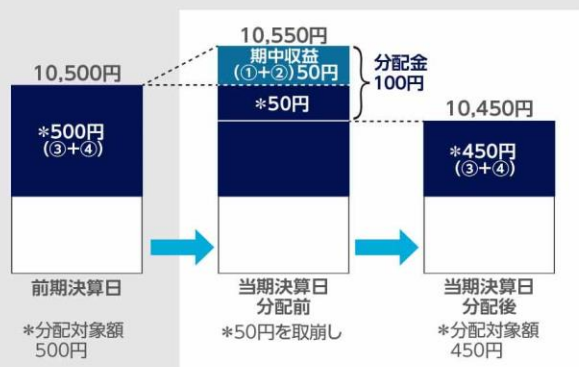 10,500円
*500円
(③+④)
前期決算日
*分配対象額
500円
10,550円
期中収益
(①+②)50円
*50円
分配金
100円
当期決算日
分配前
*50円を取崩し
10,450円
*450円
(③+④)
当期決算日
分配後
*分配対象額
450円